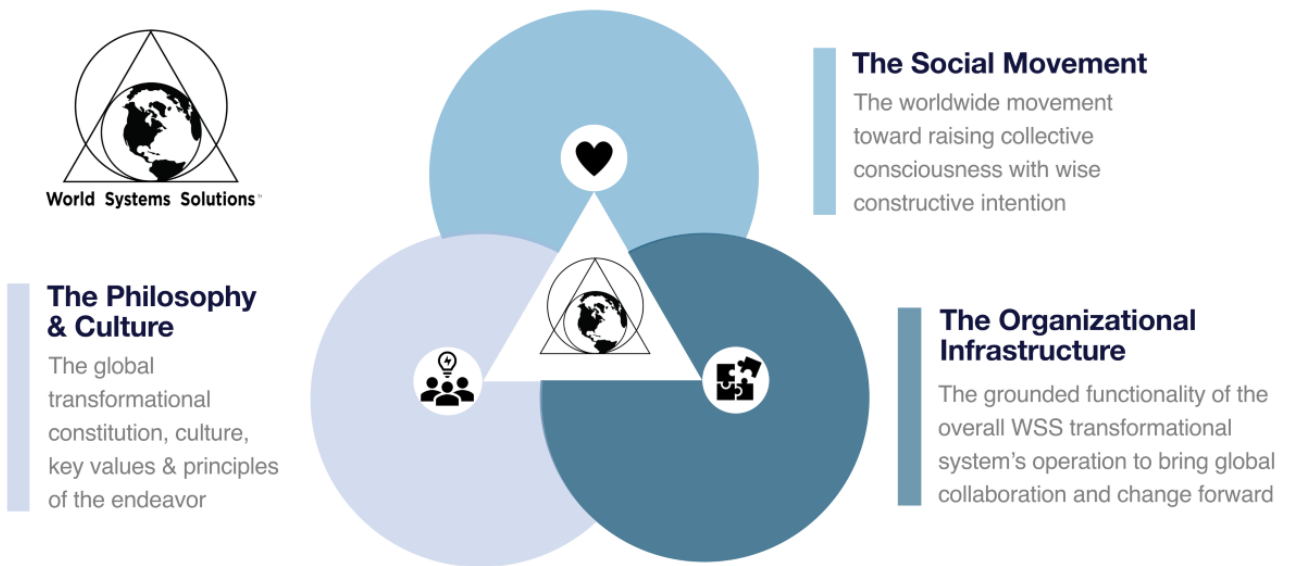 World Systems Solutions™
The Social Movement
The worldwide movement
toward raising collective
consciousness with wise
constructive intention
The Philosophy
& Culture
The global
transformational
constitution, culture,
key values & principles
of the endeavor
The Organizational
Infrastructure
The grounded functionality of the
overall WSS transformational
system’s operation to bring global
collaboration and change forward